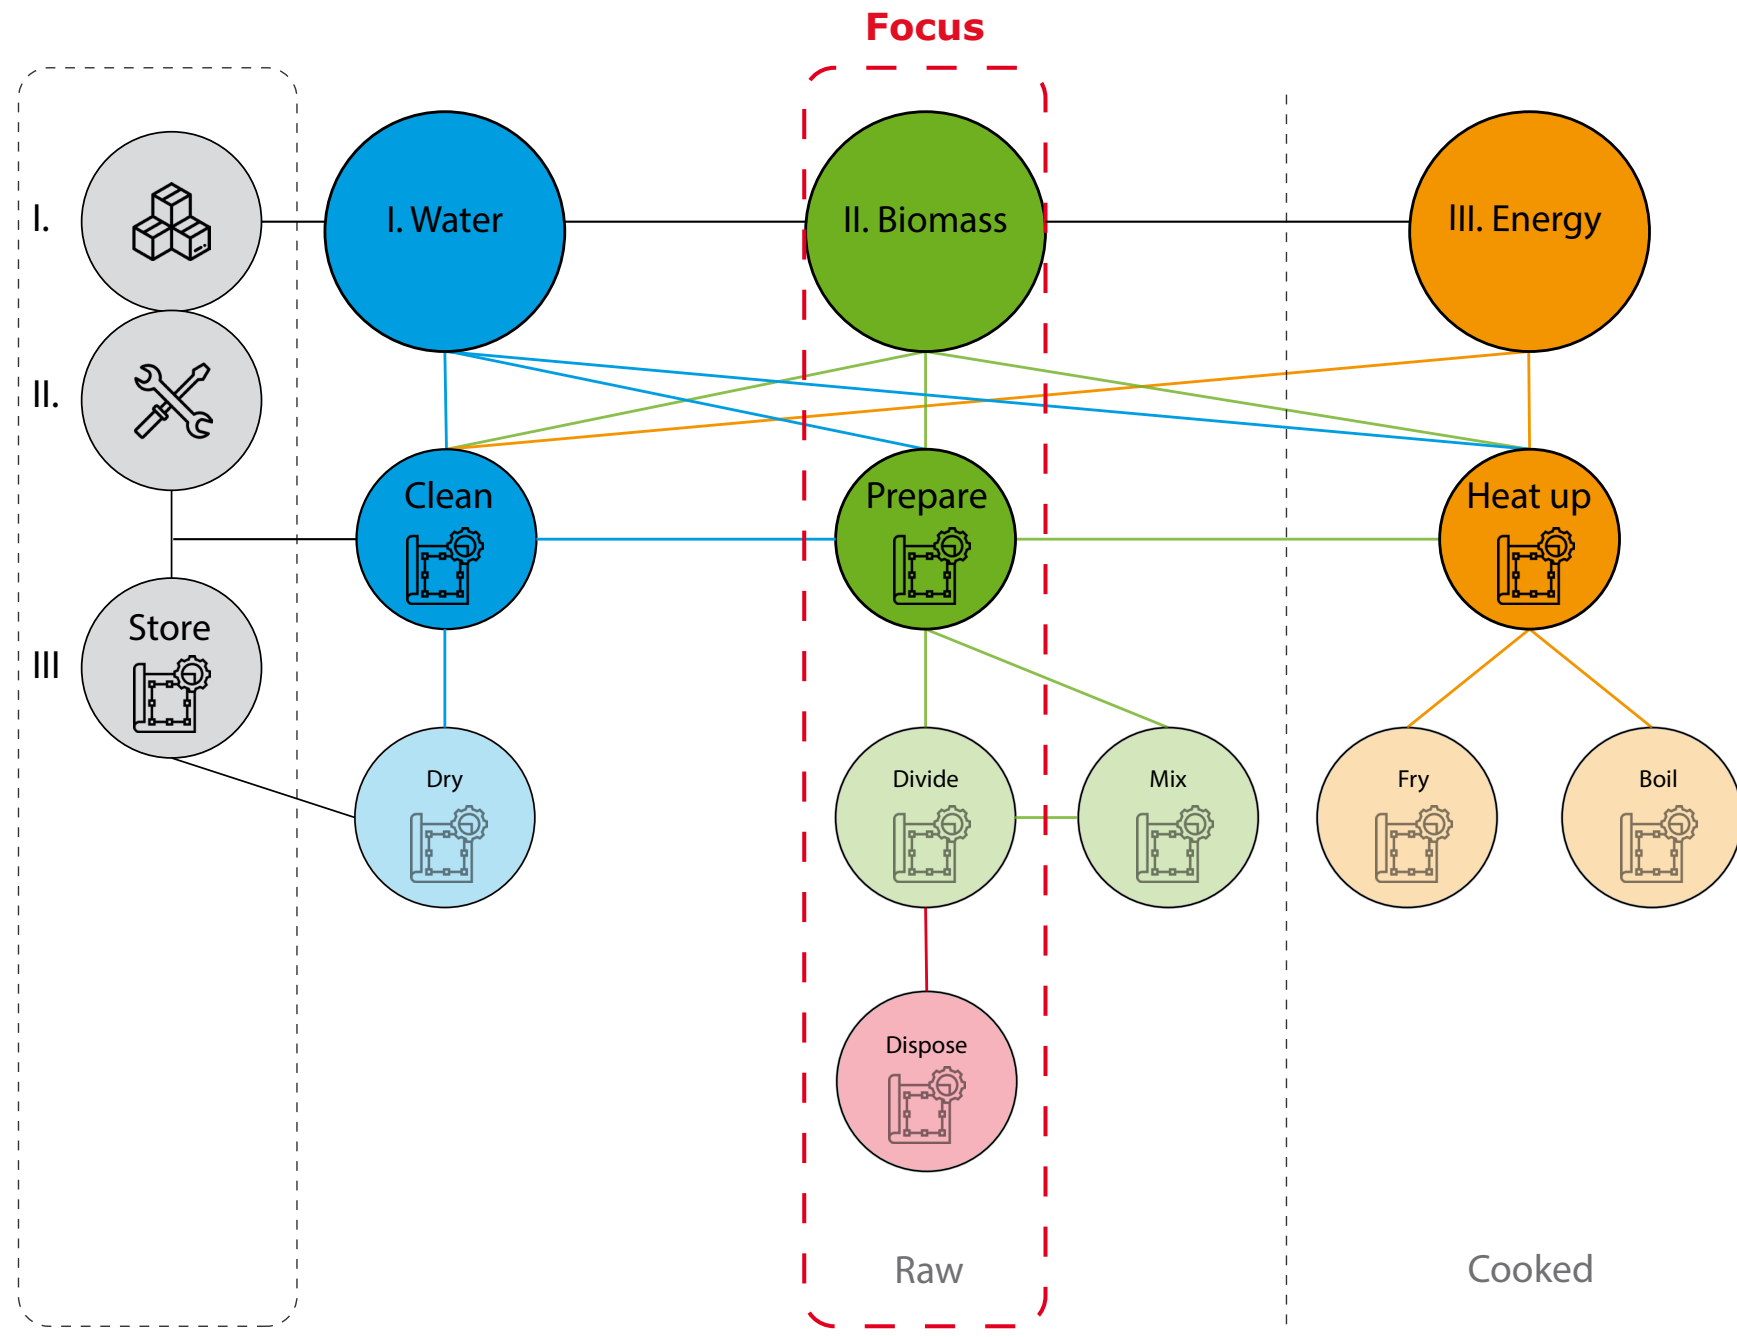 Focus
I.
I. Water
II. Biomass
III. Energy
II.
Clean
Prepare
Heat up
III
Store
Dry
Divide
Mix
Fry
Boil
Dispose
Raw
Cooked